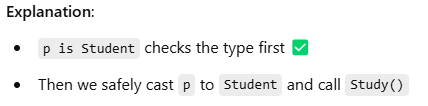 Explanation:
• p is Student checks the type first ✅
• Then we safely cast p to Student and call Study()